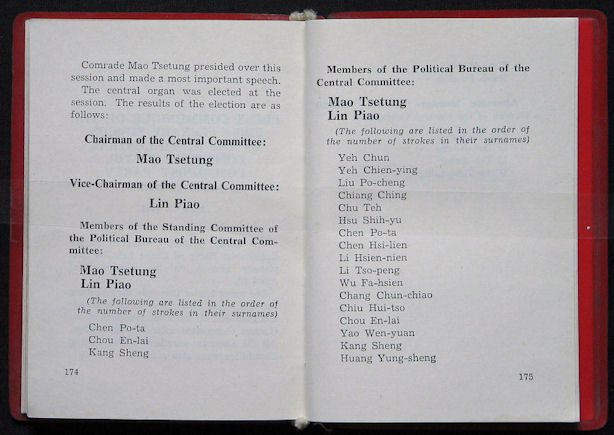 Comrade Mao Tsetung presided over this
session and made a most important speech.
The central organ was elected at the
session. The results of the election are as
follows:
Chairman of the Central Committee:
Mao Tsetung
Vice-Chairman of the Central Committee:
Lin Piao
Members of the Standing Committee of
the Political Bureau of the Central Com-
mittee:
Mao Tsetung
Lin Piao
(The following are listed in the order of
the number of strokes in their surnames)
Chen Po-ta
Chou En-lai
Kang Sheng
174
Members of the Political Bureau of the
Central Committee:
Mao Tsetung
Lin Piao
(The following are listed in the order of
the number of strokes in their surnames)
Yeh Chun
Yeh Chien-ying
Liu Po-cheng
Chiang Ching
Chu Teh
Hsu Shih-yu
Chen Po-ta
Chen Hsi-lien
Li Hsien-nien
Li Tso-peng
Wu Fa-hsien
Chang Chun-chiao
Chiu Hui-tso
Chou En-lai
Yao Wen-yuan
Kang Sheng
Huang Yung-sheng
175